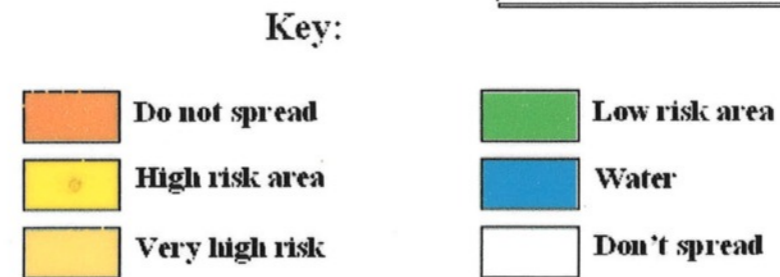 Key:
Do not spread
High risk area
Very high risk
Low risk area
Water
Don't spread